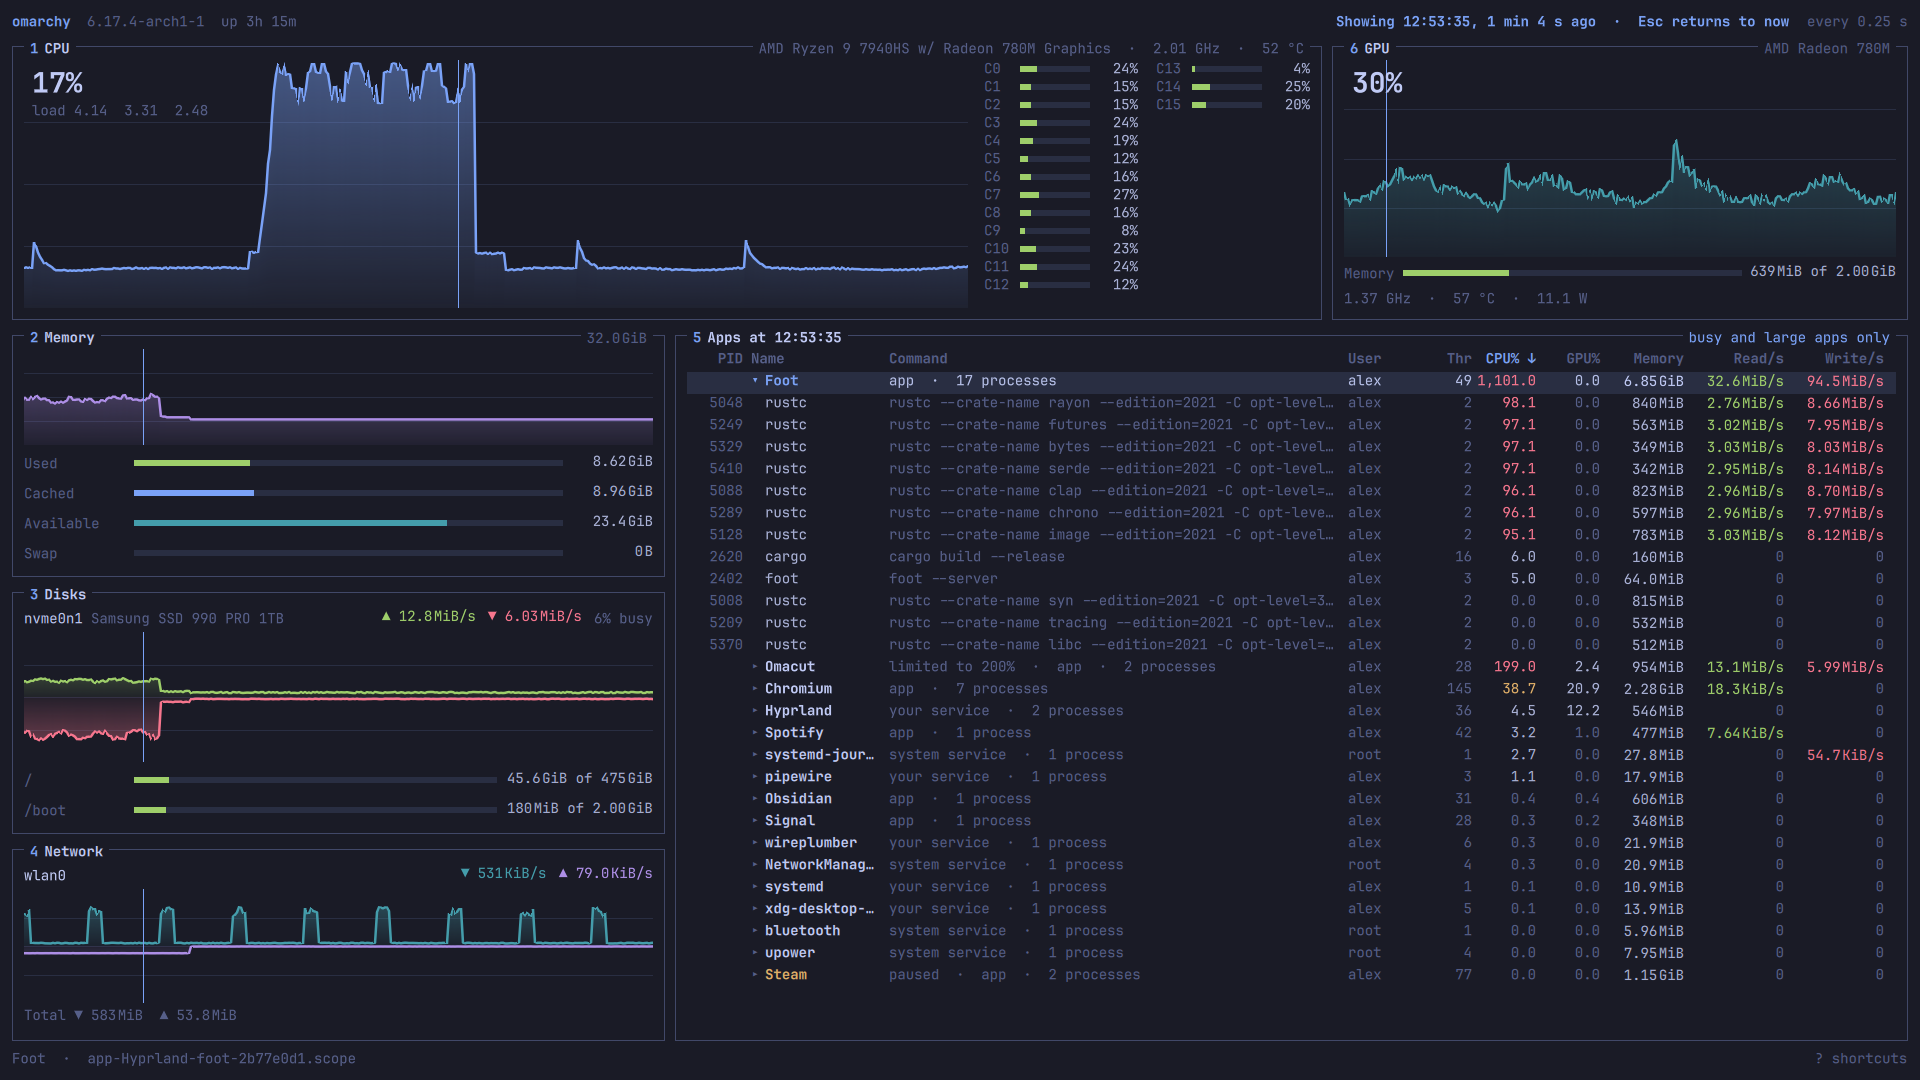 omarchy 6.17.4-arch1-1 up 3h 15m
Showing 12:53:35, 1 min 4 s ago · Esc returns to now every 0.25 s
1 CPU
AMD Ryzen 9 7940HS w/ Radeon 780M Graphics · 2.01 GHz · 52 °C
17%
load 4.14 3.31 2.48
C0 24%
C1 15%
C2 15%
C3 24%
C4 19%
C5 12%
C6 16%
C7 27%
C8 16%
C9 8%
C10 23%
C11 24%
C12 12%
C13 4%
C14 25%
C15 20%
6 GPU
AMD Radeon 780M
30%
Memory 639MiB of 2.00GiB
1.37 GHz · 57 °C · 11.1 W
2 Memory
32.0GiB
Used 8.62GiB
Cached 8.96GiB
Available 23.4GiB
Swap 0B
3 Disks
nvme0n1 Samsung SSD 990 PRO 1TB ▲ 12.8MiB/s ▼ 6.03MiB/s 6% busy
/ 45.6GiB of 475GiB
/boot 180MiB of 2.00GiB
4 Network
wlan0 ▼ 531KiB/s ▲ 79.0KiB/s
Total ▼ 583MiB ▲ 53.8MiB
5 Apps at 12:53:35
busy and large apps only
PID Name Command User Thr CPU% ↓ GPU% Memory Read/s Write/s
▾ Foot app · 17 processes alex 49 1,101.0 0.0 6.85GiB 32.6MiB/s 94.5MiB/s
5048 rustc rustc --crate-name rayon --edition=2021 -C opt-level… alex 2 98.1 0.0 840MiB 2.76MiB/s 8.66MiB/s
5249 rustc rustc --crate-name futures --edition=2021 -C opt-lev… alex 2 97.1 0.0 563MiB 3.02MiB/s 7.95MiB/s
5329 rustc rustc --crate-name bytes --edition=2021 -C opt-level… alex 2 97.1 0.0 349MiB 3.03MiB/s 8.03MiB/s
5410 rustc rustc --crate-name serde --edition=2021 -C opt-level… alex 2 97.1 0.0 342MiB 2.95MiB/s 8.14MiB/s
5088 rustc rustc --crate-name clap --edition=2021 -C opt-level=… alex 2 96.1 0.0 823MiB 2.96MiB/s 8.70MiB/s
5289 rustc rustc --crate-name chrono --edition=2021 -C opt-leve… alex 2 96.1 0.0 597MiB 2.96MiB/s 7.97MiB/s
5128 rustc rustc --crate-name image --edition=2021 -C opt-level… alex 2 95.1 0.0 783MiB 3.03MiB/s 8.12MiB/s
2620 cargo cargo build --release alex 16 6.0 0.0 160MiB 0 0
2402 foot foot --server alex 3 5.0 0.0 64.0MiB 0 0
5008 rustc rustc --crate-name syn --edition=2021 -C opt-level=3… alex 2 0.0 0.0 815MiB 0 0
5209 rustc rustc --crate-name tracing --edition=2021 -C opt-lev… alex 2 0.0 0.0 532MiB 0 0
5370 rustc rustc --crate-name libc --edition=2021 -C opt-level=… alex 2 0.0 0.0 512MiB 0 0
▸ Omacut limited to 200% · app · 2 processes alex 28 199.0 2.4 954MiB 13.1MiB/s 5.99MiB/s
▸ Chromium app · 7 processes alex 145 38.7 20.9 2.28GiB 18.3KiB/s 0
▸ Hyprland your service · 2 processes alex 36 4.5 12.2 546MiB 0 0
▸ Spotify app · 1 process alex 42 3.2 1.0 477MiB 7.64KiB/s 0
▸ systemd-jour… system service · 1 process root 1 2.7 0.0 27.8MiB 0 54.7KiB/s
▸ pipewire your service · 1 process alex 3 1.1 0.0 17.9MiB 0 0
▸ Obsidian app · 1 process alex 31 0.4 0.4 606MiB 0 0
▸ Signal app · 1 process alex 28 0.3 0.2 348MiB 0 0
▸ wireplumber your service · 1 process alex 6 0.3 0.0 21.9MiB 0 0
▸ NetworkManag… system service · 1 process root 4 0.3 0.0 20.9MiB 0 0
▸ systemd your service · 1 process alex 1 0.1 0.0 10.9MiB 0 0
▸ xdg-desktop-… your service · 1 process alex 5 0.1 0.0 13.9MiB 0 0
▸ bluetooth system service · 1 process root 1 0.0 0.0 5.96MiB 0 0
▸ upower system service · 1 process root 4 0.0 0.0 7.95MiB 0 0
▸ Steam paused · app · 2 processes alex 77 0.0 0.0 1.15GiB 0 0
Foot · app-Hyprland-foot-2b77e0d1.scope
? shortcuts